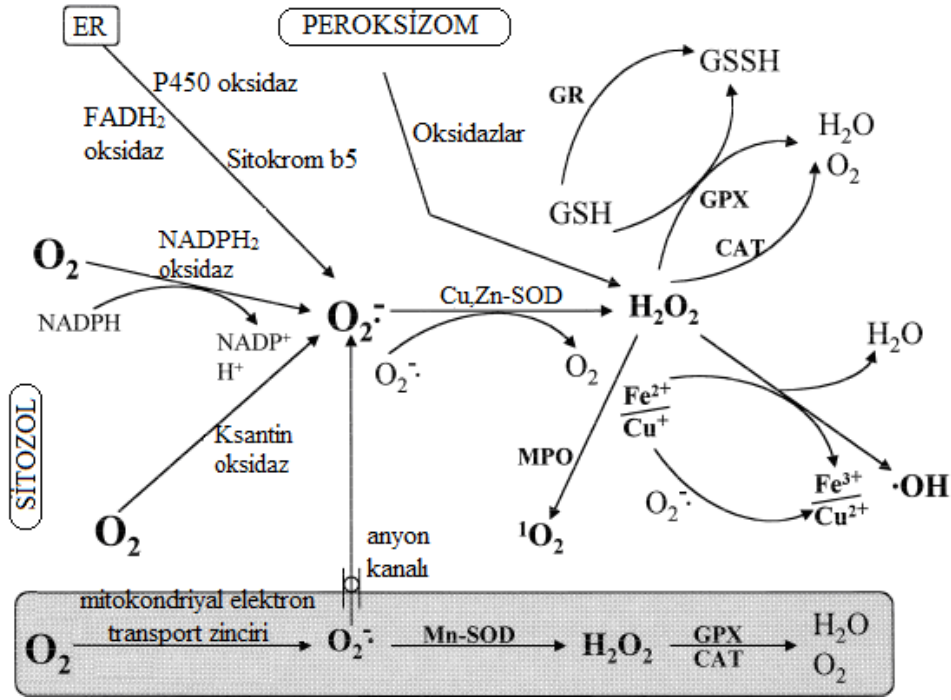 ER
PEROKSİZOM
P450 oksidaz
FADH₂
oksidaz
Sitokrom b5
Oksidazlar
GR
GSSH
GSH
GPX
CAT
H₂O
O₂
O₂
NADPH₂
oksidaz
NADPH
NADP⁺
H⁺
O₂⁻·
Cu,Zn-SOD
O₂⁻·
O₂
H₂O₂
H₂O
Fe²⁺
Cu⁺
MPO
¹O₂
O₂⁻·
Fe³⁺
Cu²⁺
·OH
SİTOZOL
Ksantin
oksidaz
O₂
anyon
kanalı
mitokondriyal elektron
transport zinciri
O₂
O₂⁻·
Mn-SOD
H₂O₂
GPX
CAT
H₂O
O₂